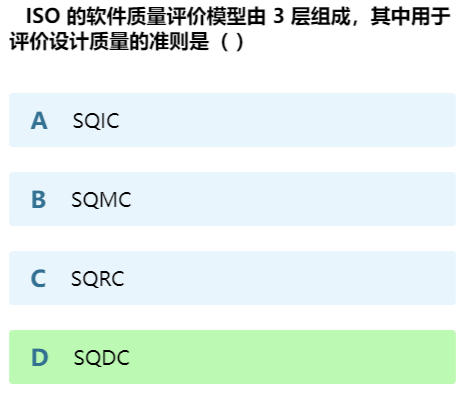 ISO 的软件质量评价模型由 3 层组成，其中用于
评价设计质量的准则是（ ）
A SQIC
B SQMC
C SQRC
D SQDC